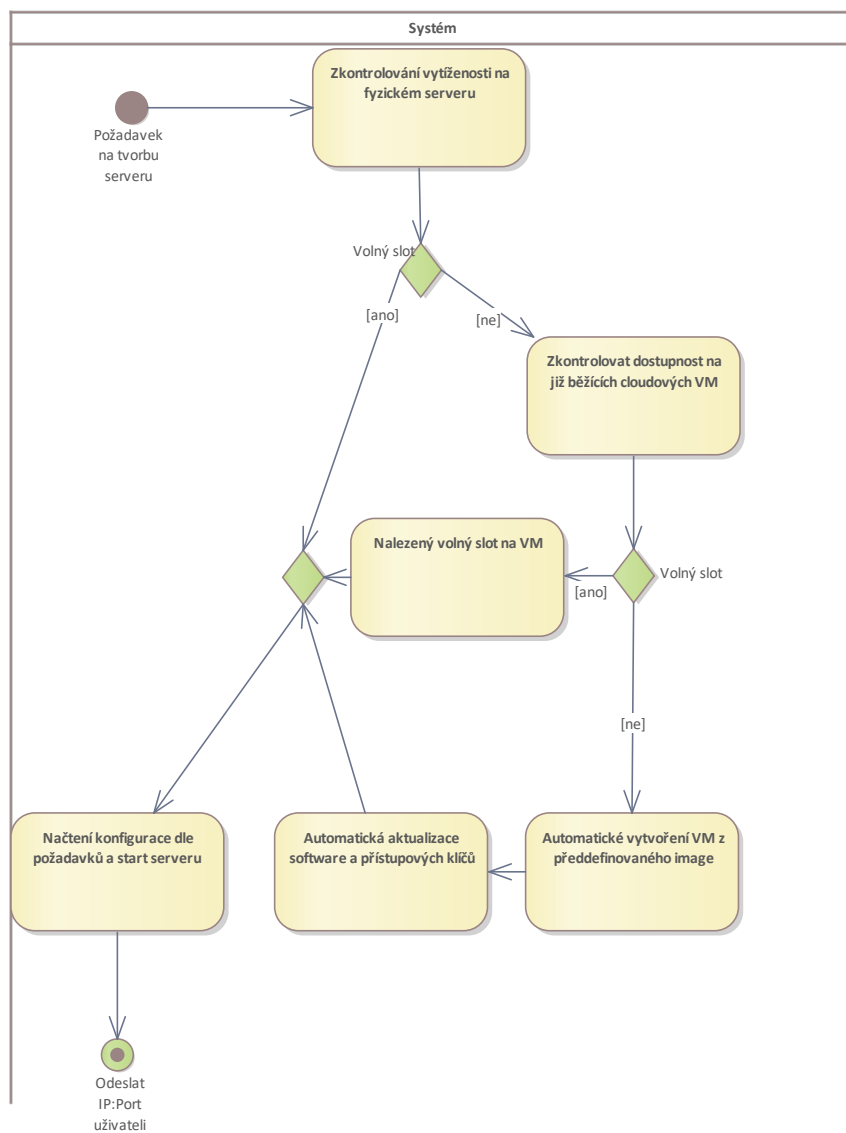 Systém
Zkontrolování vytíženosti na
fyzickém serveru
Požadavek
na tvorbu
serveru
Volný slot
[ano]
[ne]
Zkontrolovat dostupnost na
již běžících cloudových VM
Nalezený volný slot na VM
Volný slot
[ano]
[ne]
Načtení konfigurace dle
požadavků a start serveru
Automatická aktualizace
software a přístupových klíčů
Automatické vytvoření VM z
předdefinovaného image
Odeslat
IP:Port
uživateli